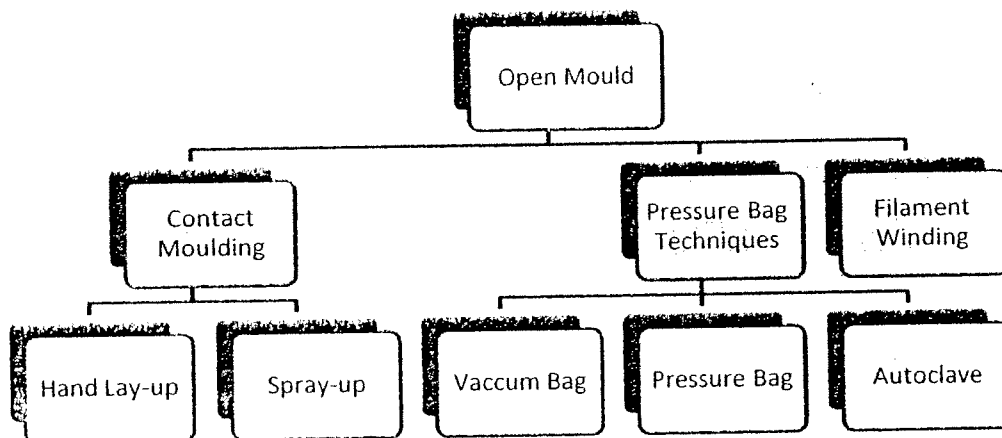 Open Mould
Contact
Moulding
Pressure Bag
Techniques
Filament
Winding
Hand Lay-up
Spray-up
Vaccum Bag
Pressure Bag
Autoclave